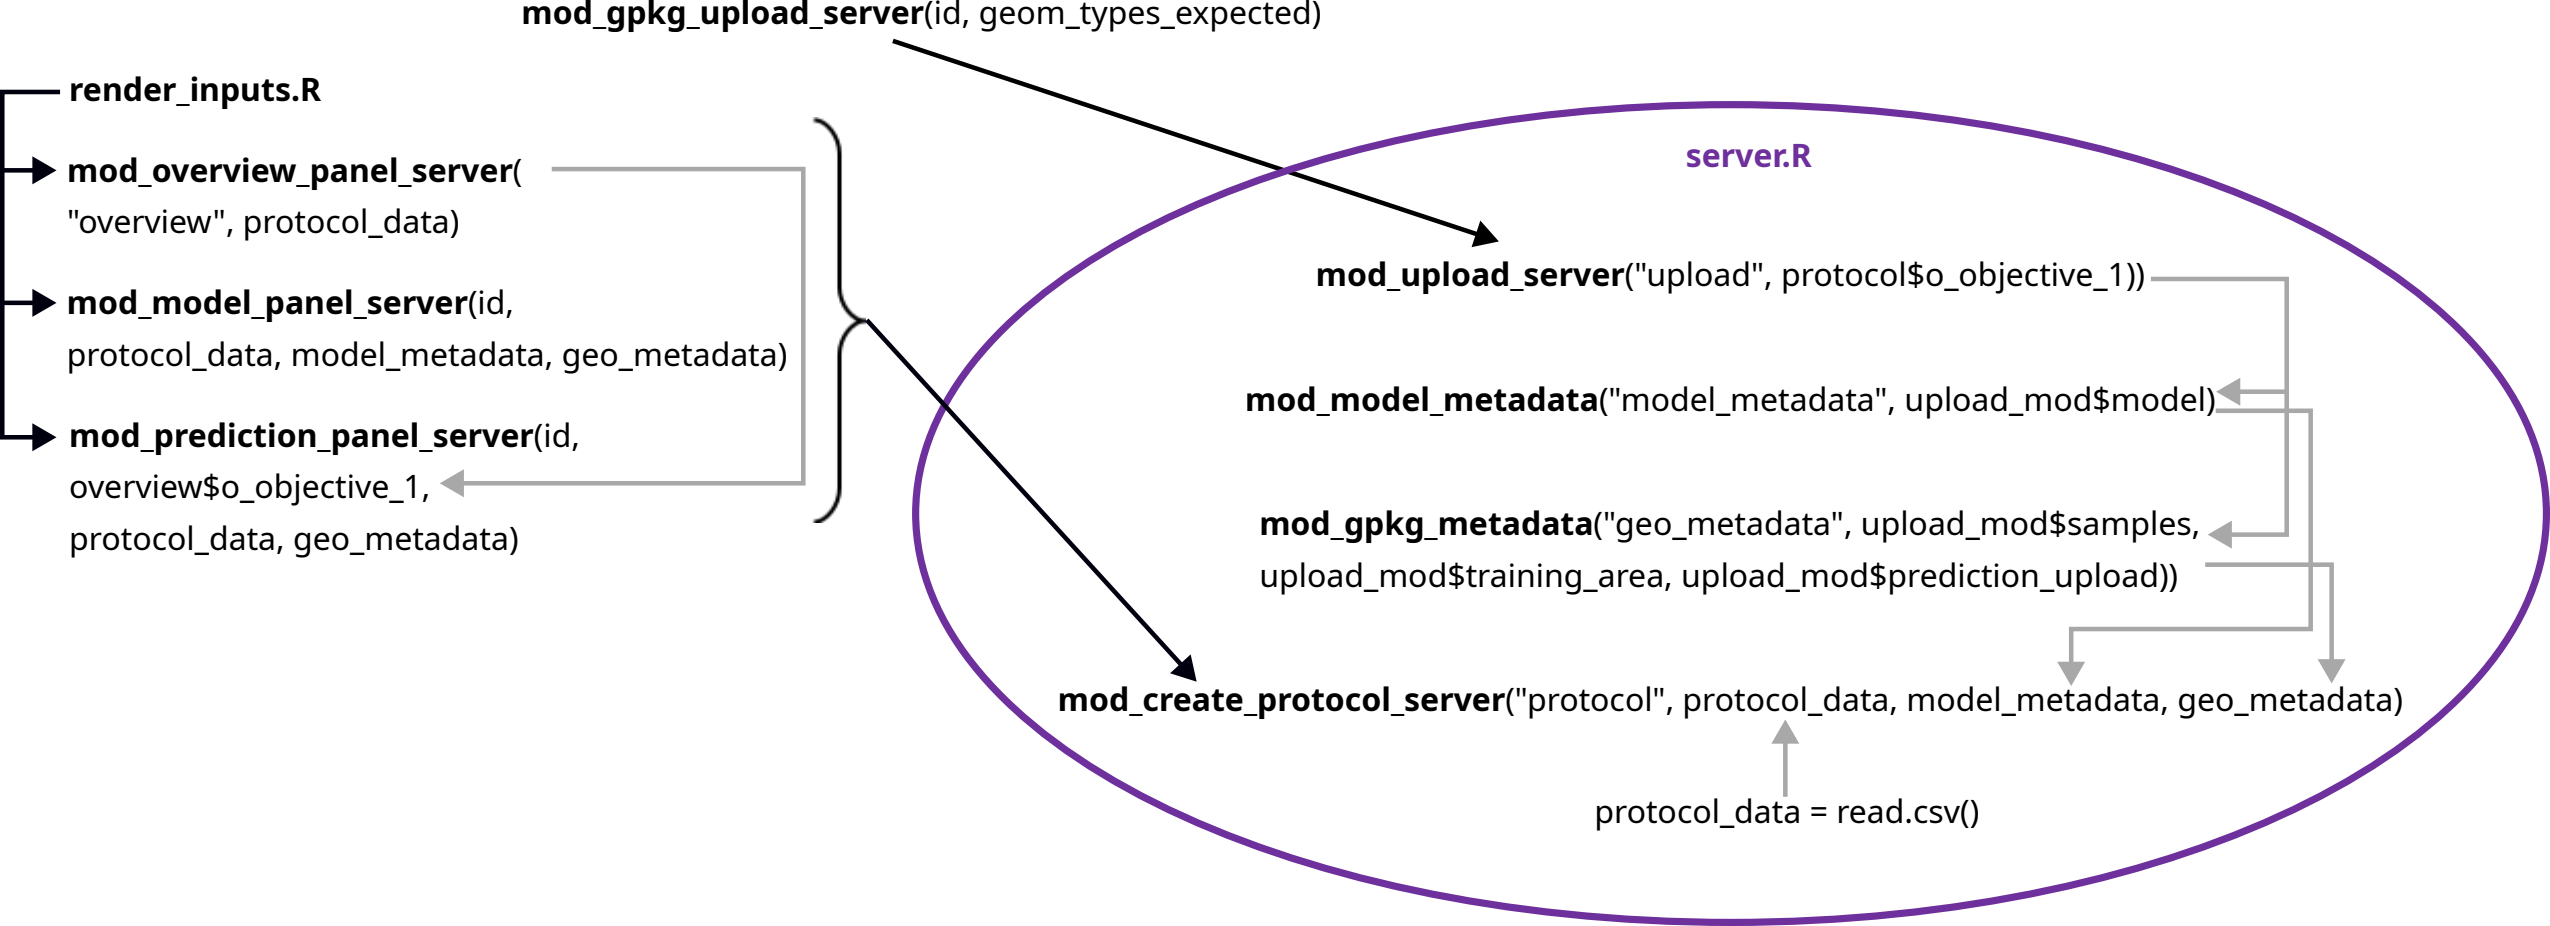 mod_gpkg_upload_server(id, geom_types_expected)
render_inputs.R
mod_overview_panel_server(
"overview", protocol_data)
mod_model_panel_server(id,
protocol_data, model_metadata, geo_metadata)
mod_prediction_panel_server(id,
overview$o_objective_1,
protocol_data, geo_metadata)
server.R
mod_upload_server("upload", protocol$o_objective_1))
mod_model_metadata("model_metadata", upload_mod$model)
mod_gpkg_metadata("geo_metadata", upload_mod$samples,
upload_mod$training_area, upload_mod$prediction_upload))
mod_create_protocol_server("protocol", protocol_data, model_metadata, geo_metadata)
protocol_data = read.csv()